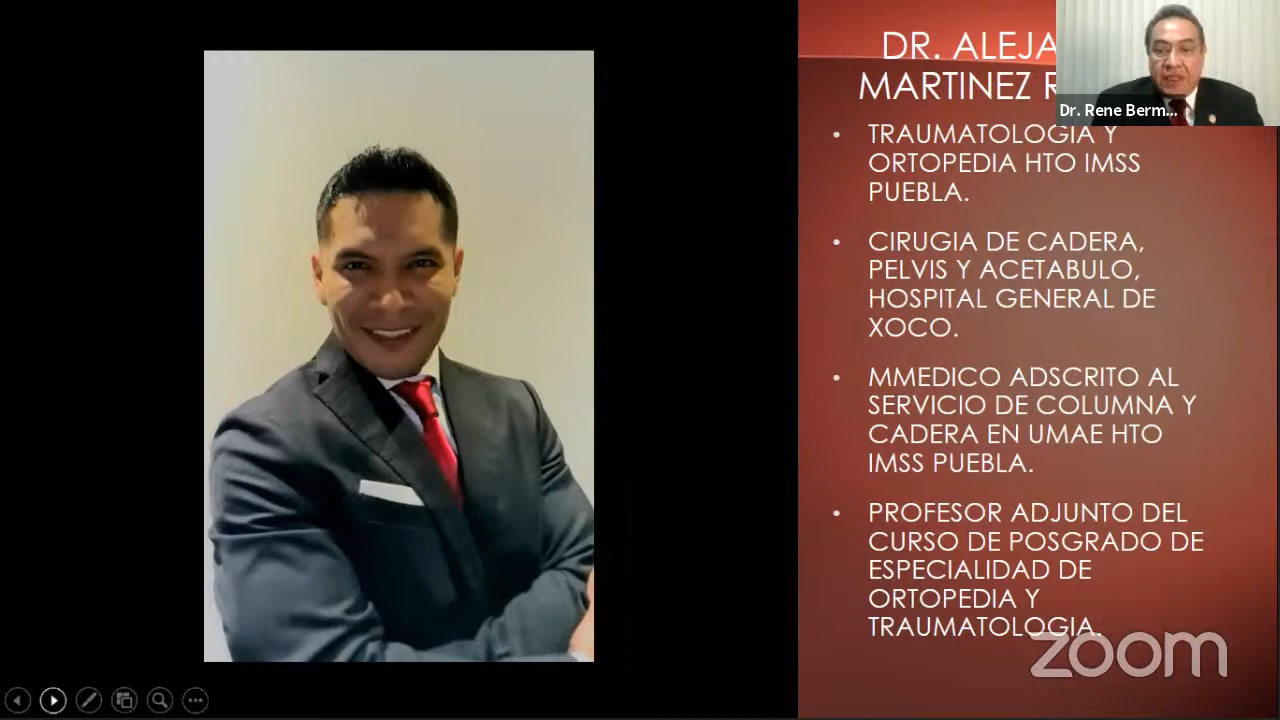 DR.
MARTINEZ
Dr. Rene Berm...
• TRAUMATOLOGIA Y
ORTOPEDIA HTO IMSS
PUEBLA.
• CIRUGIA DE CADERA,
PELVIS Y ACETABULO,
HOSPITAL GENERAL DE
XOCO.
• MMEDICO ADSCRITO AL
SERVICIO DE COLUMNA Y
CADERA EN UMAE HTO
IMSS PUEBLA.
• PROFESOR ADJUNTO DEL
CURSO DE POSGRADO DE
ESPECIALIDAD DE
ORTOPEDIA Y
TRAUMATOLOGIA.
zoom